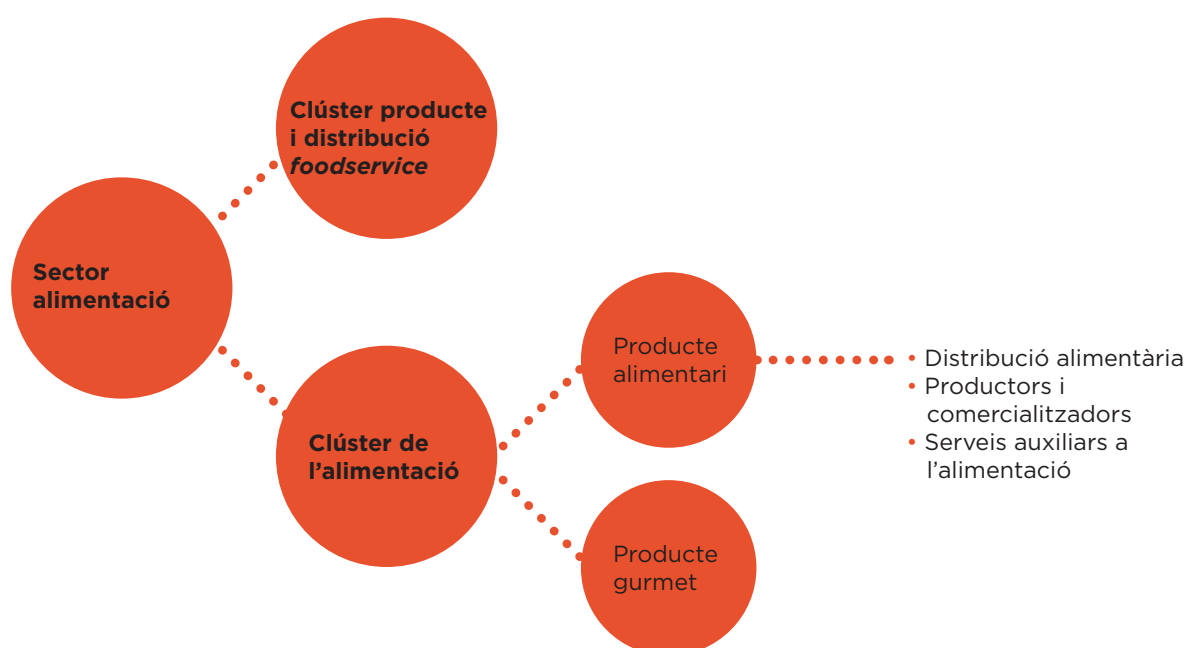 Clúster producte
i distribució
foodservice
Sector
alimentació
Clúster de
l’alimentació
Producte
alimentari
• Distribució alimentària
• Productors i
comercialitzadors
• Serveis auxiliars a
l’alimentació
Producte
gurmet